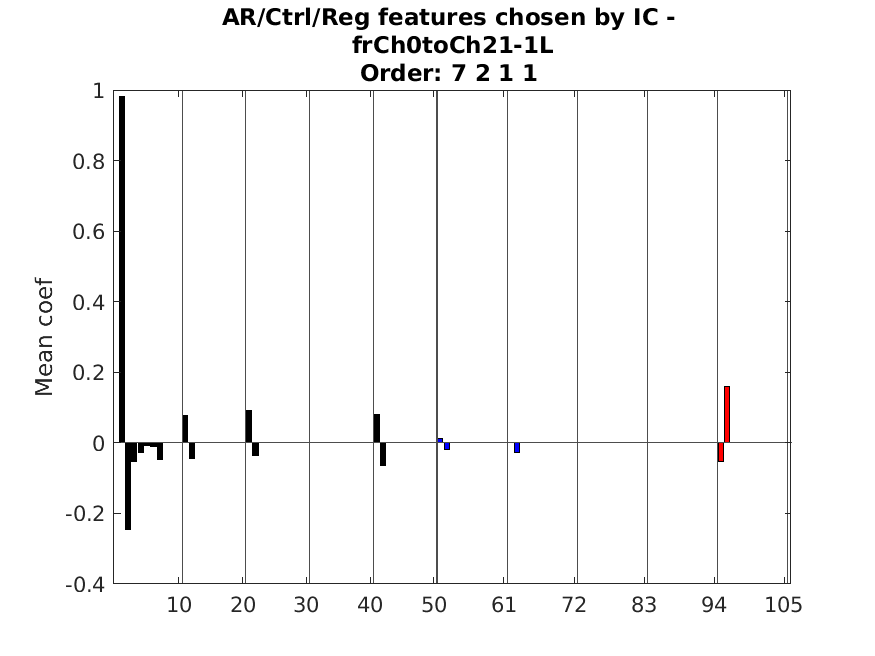 AR/Ctrl/Reg features chosen by IC -
frCh0toCh21-1L
Order: 7 2 1 1
Mean coef
1
0.8
0.6
0.4
0.2
0
-0.2
-0.4
10 20 30 40 50 61 72 83 94 105